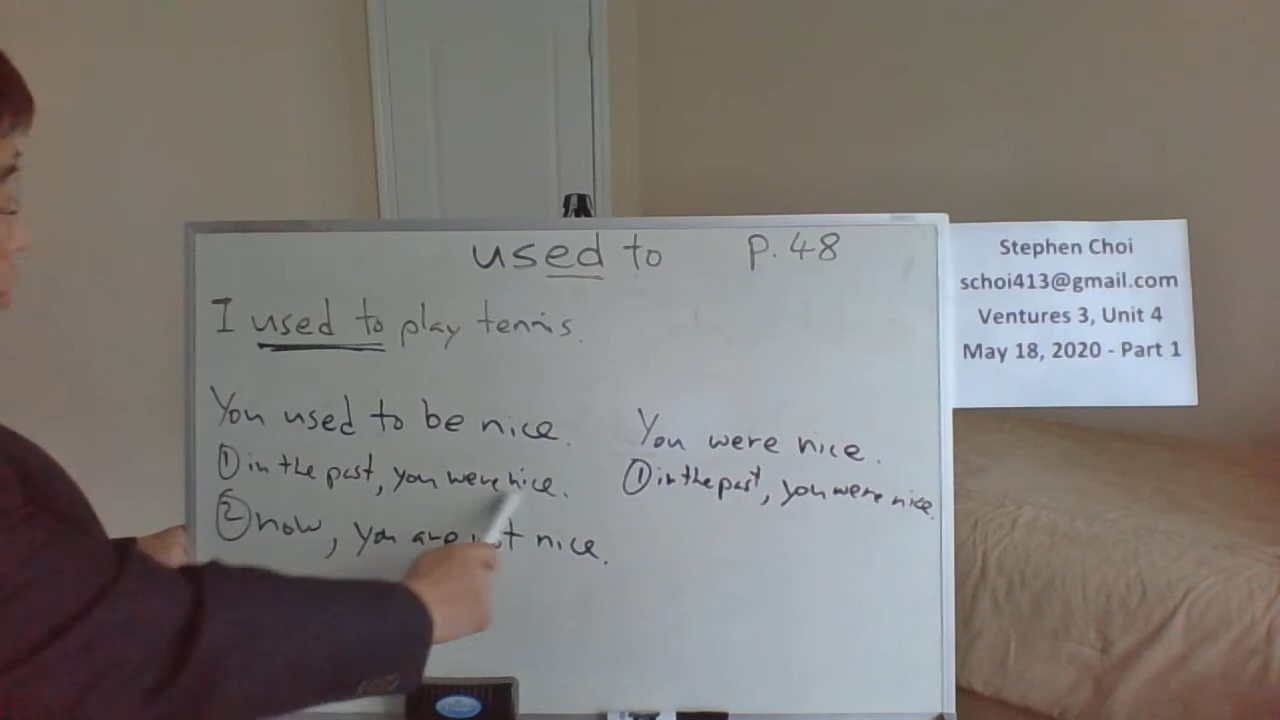 used to p.48
I used to play tennis.
You used to be nice.
① in the past, you were nice.
② now, you are not nice.
You were nice.
① in the past, you were nice.
Stephen Choi
schoi413@gmail.com
Ventures 3, Unit 4
May 18, 2020 - Part 1